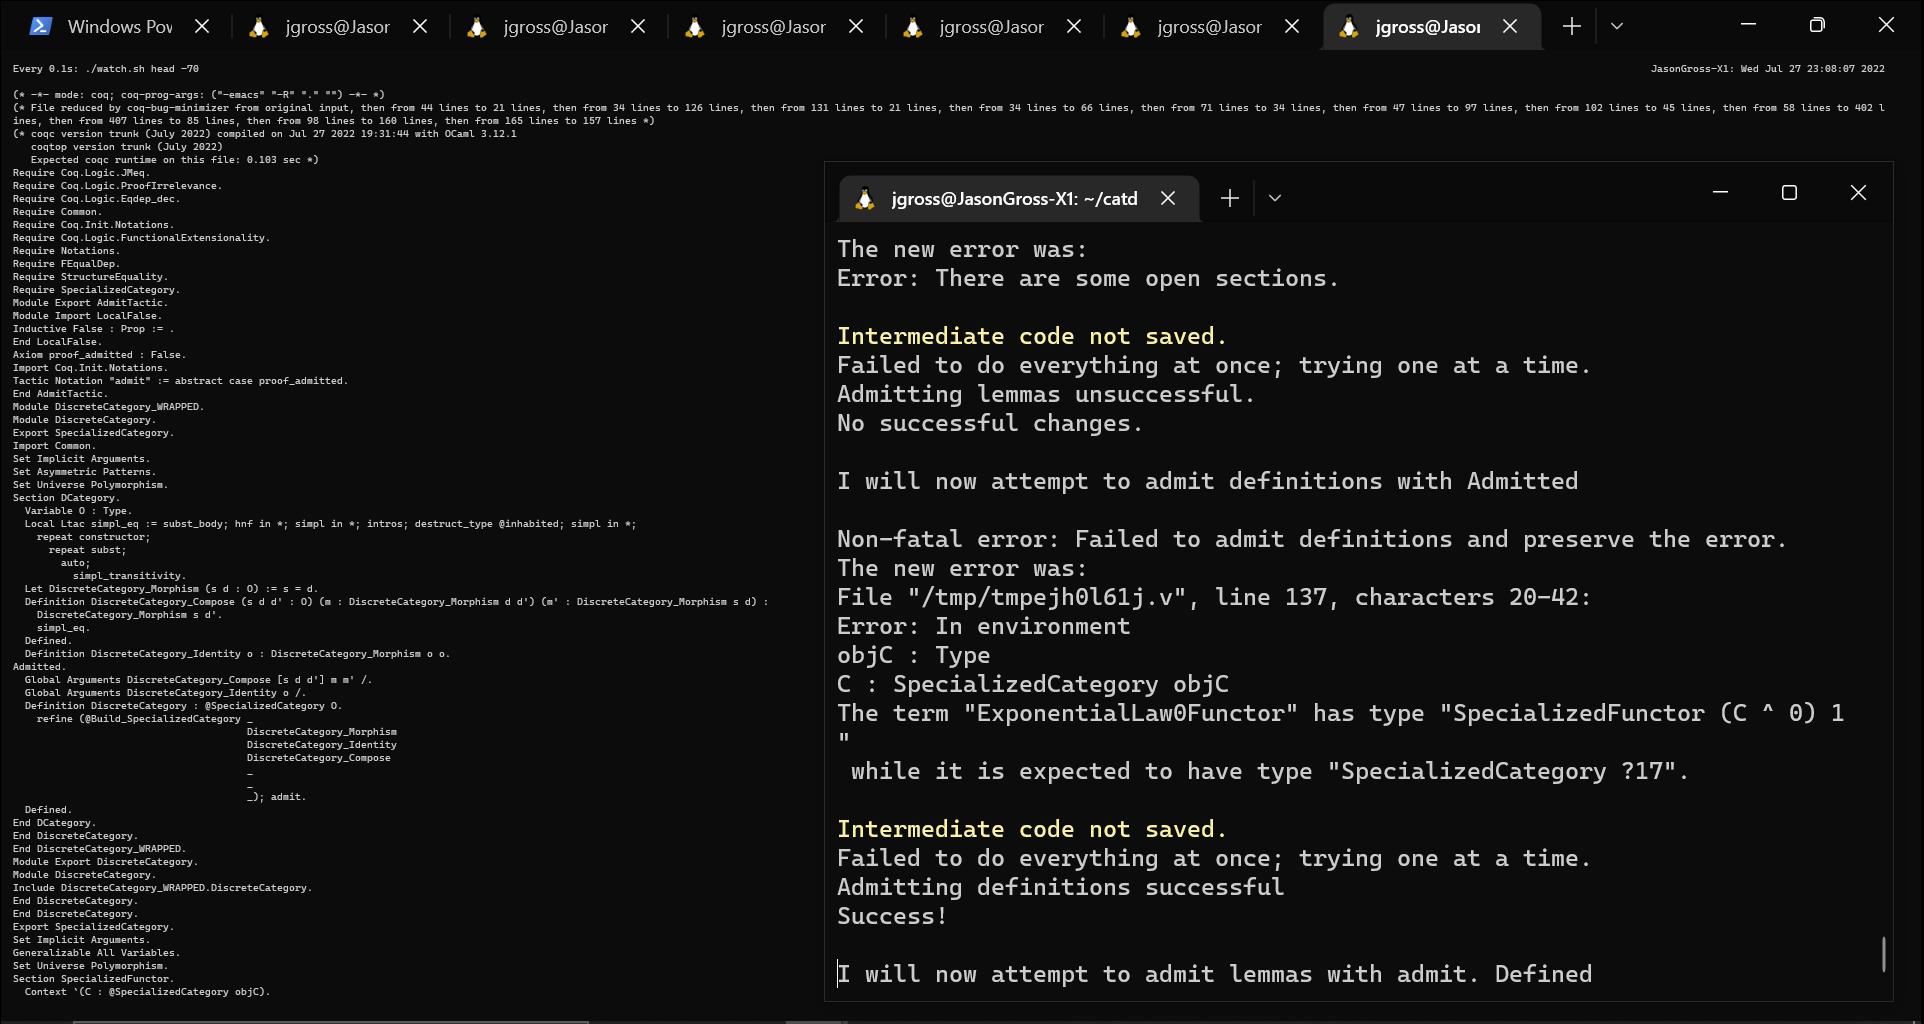 Windows Pov
jgross@Jasor
jgross@Jasor
jgross@Jasor
jgross@Jasor
jgross@Jasor
jgross@Jasor
Every 0.1s: ./watch.sh head -70
JasonGross-X1: Wed Jul 27 23:08:07 2022
(* -*- mode: coq; coq-prog-args: ("-emacs" "-R" "." "") -*- *)
(* File reduced by coq-bug-minimizer from original input, then from 44 lines to 21 lines, then from 34 lines to 126 lines, then from 131 lines to 21 lines, then from 34 lines to 66 lines, then from 71 lines to 34 lines, then from 47 lines to 97 lines, then from 102 lines to 45 lines, then from 58 lines to 402 l
ines, then from 407 lines to 85 lines, then from 98 lines to 160 lines, then from 165 lines to 157 lines *)
(* coqc version trunk (July 2022) compiled on Jul 27 2022 19:31:44 with OCaml 3.12.1
   coqtop version trunk (July 2022)
   Expected coqc runtime on this file: 0.103 sec *)
Require Coq.Logic.JMeq.
Require Coq.Logic.ProofIrrelevance.
Require Coq.Logic.Eqdep_dec.
Require Common.
Require Coq.Init.Notations.
Require Coq.Logic.FunctionalExtensionality.
Require Notations.
Require FEqualDep.
Require StructureEquality.
Require SpecializedCategory.
Module Export AdmitTactic.
Module Import LocalFalse.
Inductive False : Prop := .
End LocalFalse.
Axiom proof_admitted : False.
Import Coq.Init.Notations.
Tactic Notation "admit" := abstract case proof_admitted.
End AdmitTactic.
Module DiscreteCategory_WRAPPED.
Module DiscreteCategory.
Export SpecializedCategory.
Import Common.
Set Implicit Arguments.
Set Asymmetric Patterns.
Set Universe Polymorphism.
Section DCategory.
  Variable O : Type.
  Local Ltac simpl_eq := subst_body; hnf in *; simpl in *; intros; destruct_type @inhabited; simpl in *;
    repeat constructor;
      repeat subst;
        auto;
          simpl_transitivity.
  Let DiscreteCategory_Morphism (s d : O) := s = d.
  Definition DiscreteCategory_Compose (s d d' : O) (m : DiscreteCategory_Morphism d d') (m' : DiscreteCategory_Morphism s d) :
    DiscreteCategory_Morphism s d'.
    simpl_eq.
  Defined.
  Definition DiscreteCategory_Identity o : DiscreteCategory_Morphism o o.
Admitted.
  Global Arguments DiscreteCategory_Compose [s d d'] m m' /.
  Global Arguments DiscreteCategory_Identity o /.
  Definition DiscreteCategory : @SpecializedCategory O.
    refine (@Build_SpecializedCategory _
                                       DiscreteCategory_Morphism
                                       DiscreteCategory_Identity
                                       DiscreteCategory_Compose
                                       _
                                       _
                                       _); admit.
  Defined.
End DCategory.
End DiscreteCategory.
End DiscreteCategory_WRAPPED.
Module Export DiscreteCategory.
Module DiscreteCategory.
Include DiscreteCategory_WRAPPED.DiscreteCategory.
End DiscreteCategory.
End DiscreteCategory.
Export SpecializedCategory.
Set Implicit Arguments.
Generalizable All Variables.
Set Universe Polymorphism.
Section SpecializedFunctor.
  Context `(C : @SpecializedCategory objC).
jgross@JasonGross-X1: ~/catd
The new error was:
Error: There are some open sections.
Intermediate code not saved.
Failed to do everything at once; trying one at a time.
Admitting lemmas unsuccessful.
No successful changes.
I will now attempt to admit definitions with Admitted
Non-fatal error: Failed to admit definitions and preserve the error.
The new error was:
File "/tmp/tmpejh0l61j.v", line 137, characters 20-42:
Error: In environment
objC : Type
C : SpecializedCategory objC
The term "ExponentialLaw0Functor" has type "SpecializedFunctor (C ^ 0) 1
"
 while it is expected to have type "SpecializedCategory ?17".
Intermediate code not saved.
Failed to do everything at once; trying one at a time.
Admitting definitions successful
Success!
I will now attempt to admit lemmas with admit. Defined